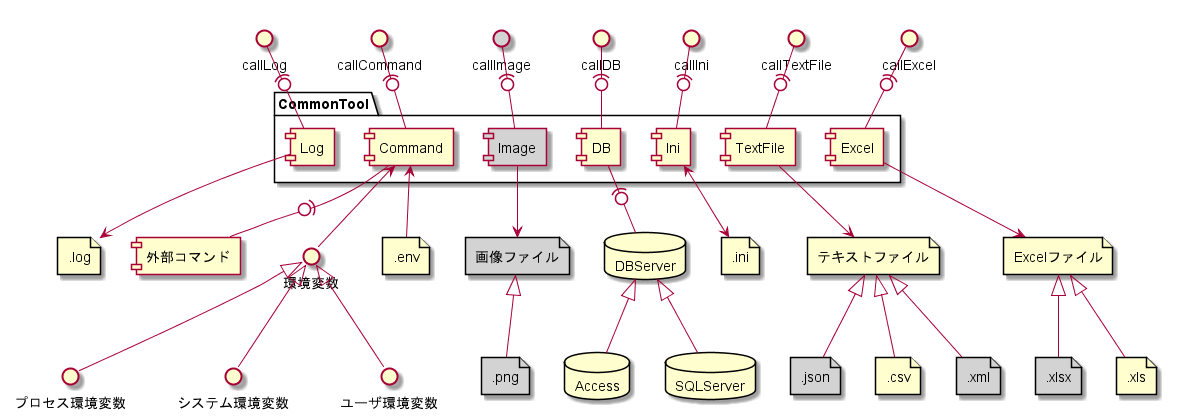 callLog
callCommand
callImage
callDB
callIni
callTextFile
callExcel
CommonTool
Log
Command
Image
DB
Ini
TextFile
Excel
.log
外部コマンド
環境変数
.env
画像ファイル
DBServer
.ini
テキストファイル
Excelファイル
プロセス環境変数
システム環境変数
ユーザ環境変数
.png
Access
SQLServer
.json
.csv
.xml
.xlsx
.xls